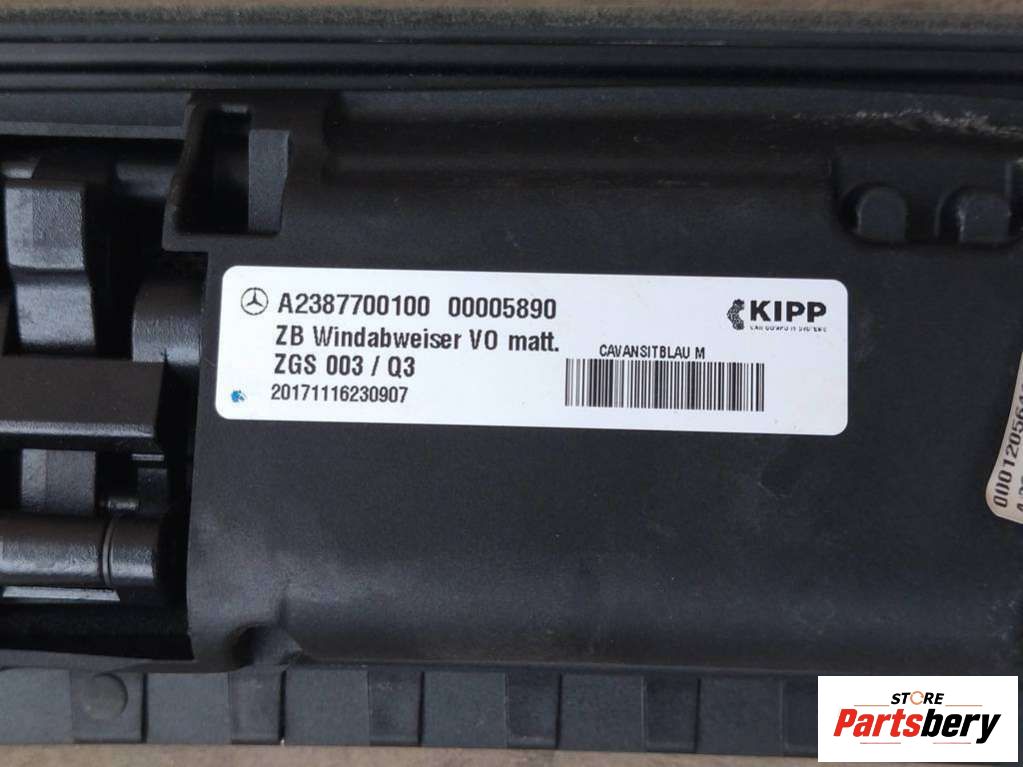 A2387700100 00005890
ZB Windabweiser VO matt.
ZGS 003 / Q3
20171116230907
KIPP
CAVANSITBLAU M
STORE
Partsbery